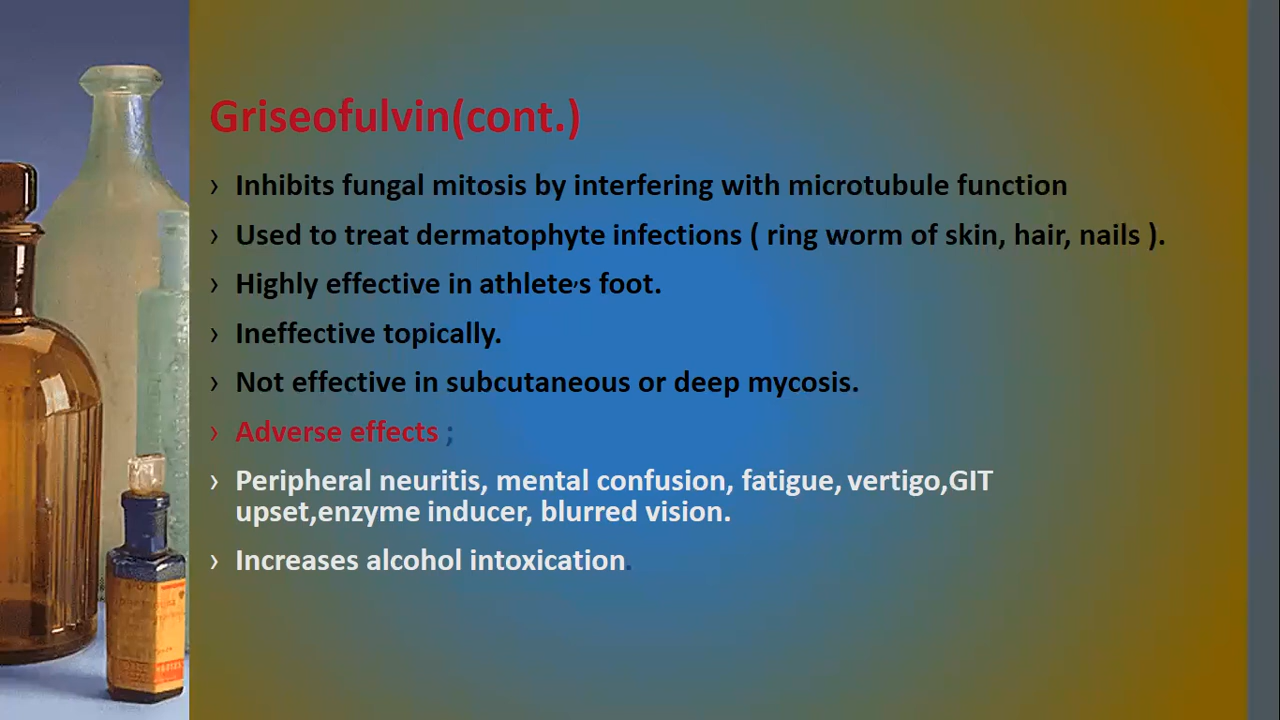 Griseofulvin(cont.)
› Inhibits fungal mitosis by interfering with microtubule function
› Used to treat dermatophyte infections ( ring worm of skin, hair, nails ).
› Highly effective in athlete,s foot.
› Ineffective topically.
› Not effective in subcutaneous or deep mycosis.
› Adverse effects ;
› Peripheral neuritis, mental confusion, fatigue, vertigo,GIT
upset,enzyme inducer, blurred vision.
› Increases alcohol intoxication.